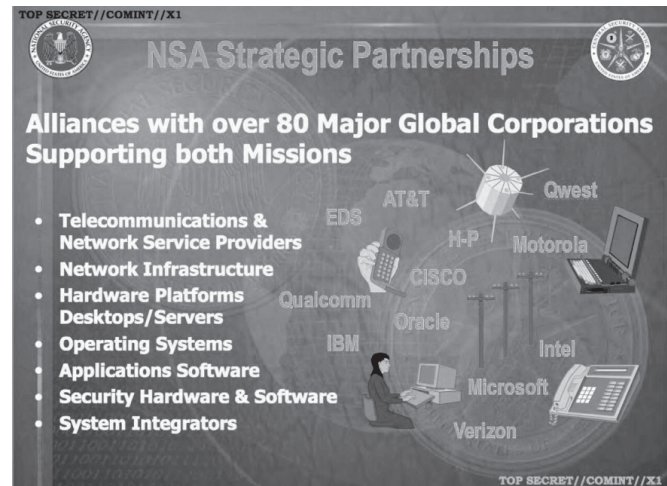 TOP SECRET//COMINT//X1
NSA Strategic Partnerships
Alliances with over 80 Major Global Corporations
Supporting both Missions
• Telecommunications &
Network Service Providers
• Network Infrastructure
• Hardware Platforms
Desktops/Servers
• Operating Systems
• Applications Software
• Security Hardware & Software
• System Integrators
AT&T
Qwest
EDS
H-P
Motorola
CISCO
Qualcomm
Oracle
IBM
Intel
Microsoft
Verizon
TOP SECRET//COMINT//X1